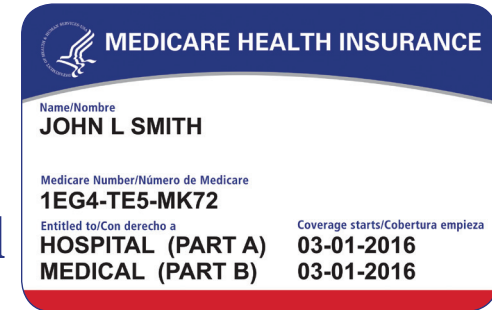 MEDICARE HEALTH INSURANCE
Name/Nombre
JOHN L SMITH
Medicare Number/Número de Medicare
1EG4-TE5-MK72
Entitled to/Con derecho a Coverage starts/Cobertura empieza
HOSPITAL (PART A) 03-01-2016
MEDICAL (PART B) 03-01-2016